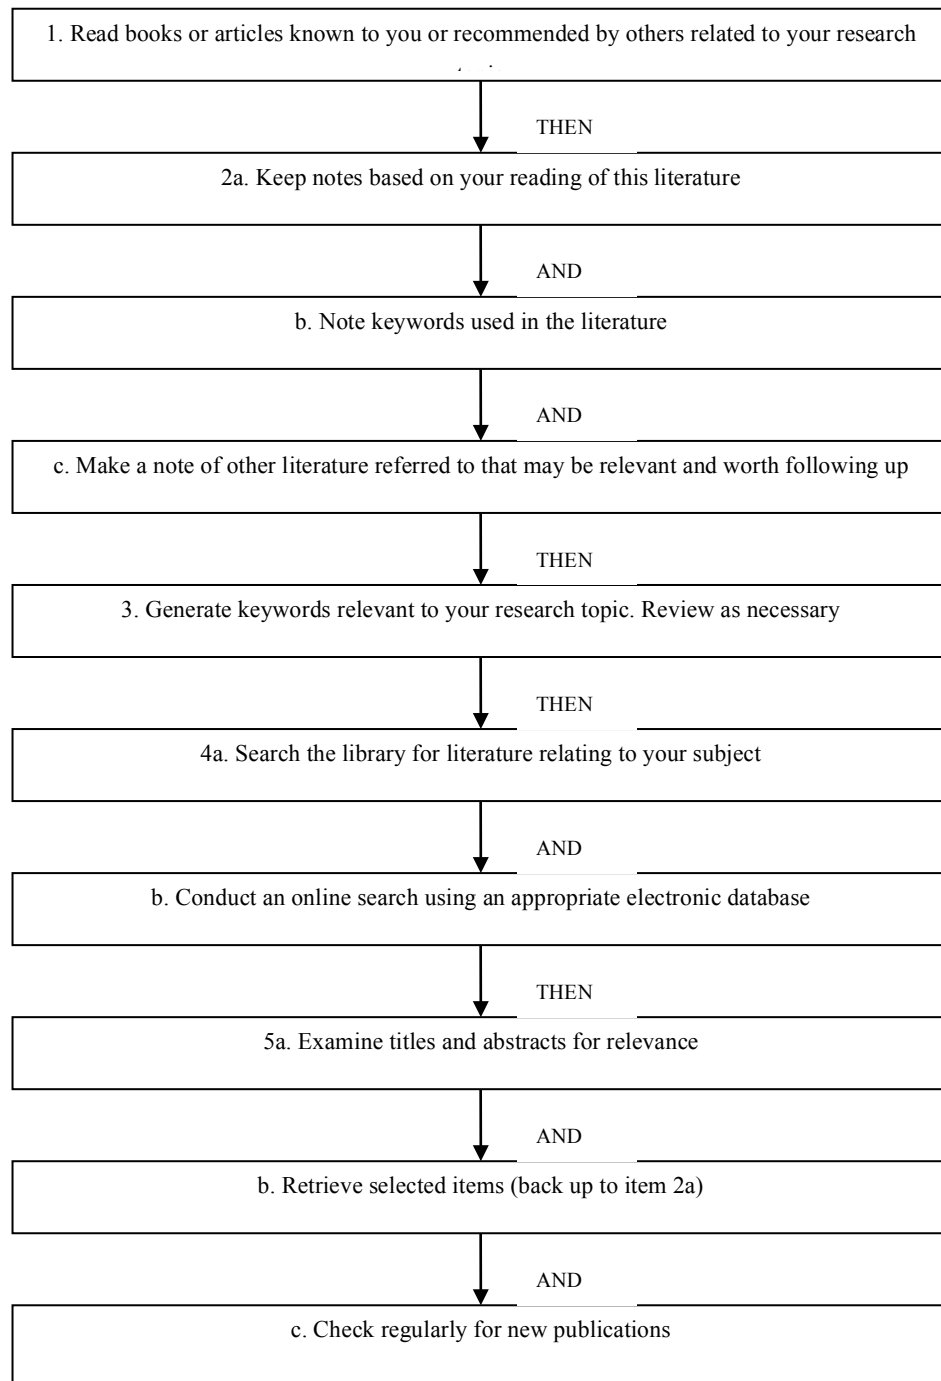 1. Read books or articles known to you or recommended by others related to your research
THEN
2a. Keep notes based on your reading of this literature
AND
b. Note keywords used in the literature
AND
c. Make a note of other literature referred to that may be relevant and worth following up
THEN
3. Generate keywords relevant to your research topic. Review as necessary
THEN
4a. Search the library for literature relating to your subject
AND
b. Conduct an online search using an appropriate electronic database
THEN
5a. Examine titles and abstracts for relevance
AND
b. Retrieve selected items (back up to item 2a)
AND
c. Check regularly for new publications